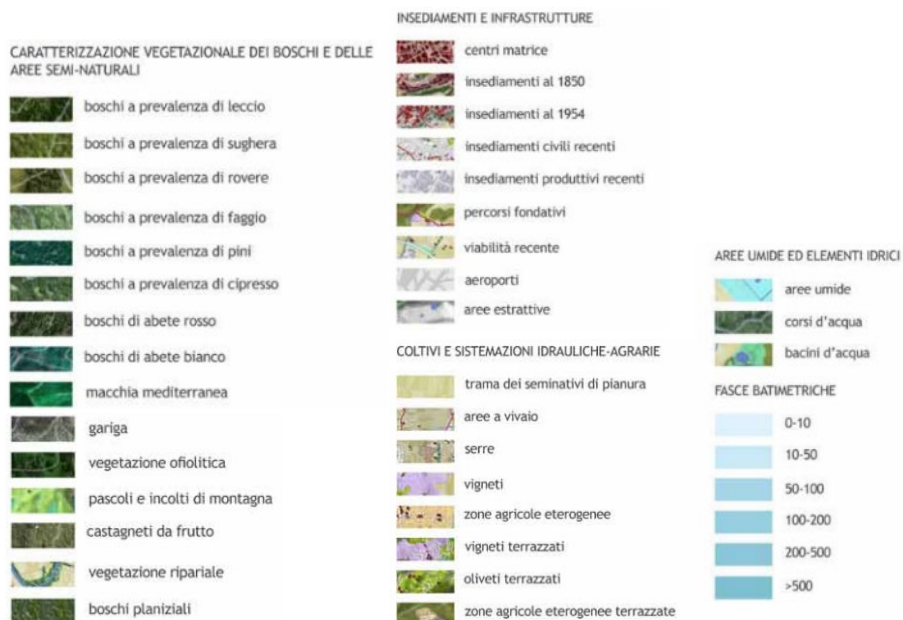 CARATTERIZZAZIONE VEGETAZIONALE DEI BOSCHI E DELLE
AREE SEMI-NATURALI
boschi a prevalenza di leccio
boschi a prevalenza di sughera
boschi a prevalenza di rovere
boschi a prevalenza di faggio
boschi a prevalenza di pini
boschi a prevalenza di cipresso
boschi di abete rosso
boschi di abete bianco
macchia mediterranea
gariga
vegetazione ofiolitica
pascoli e incolti di montagna
castagneti da frutto
vegetazione ripariale
boschi planiziali
INSEDIAMENTI E INFRASTRUTTURE
centri matrice
insediamenti al 1850
insediamenti al 1954
insediamenti civili recenti
insediamenti produttivi recenti
percorsi fondativi
viabilità recente
aeroporti
aree estrattive
COLTIVI E SISTEMAZIONI IDRAULICHE-AGRARIE
trama dei seminativi di pianura
aree a vivaio
serre
vigneti
zone agricole eterogenee
vigneti terrazzati
oliveti terrazzati
zone agricole eterogenee terrazzate
AREE UMIDE ED ELEMENTI IDRICI
aree umide
corsi d'acqua
bacini d'acqua
FASCE BATIMETRICHE
0-10
10-50
50-100
100-200
200-500
>500